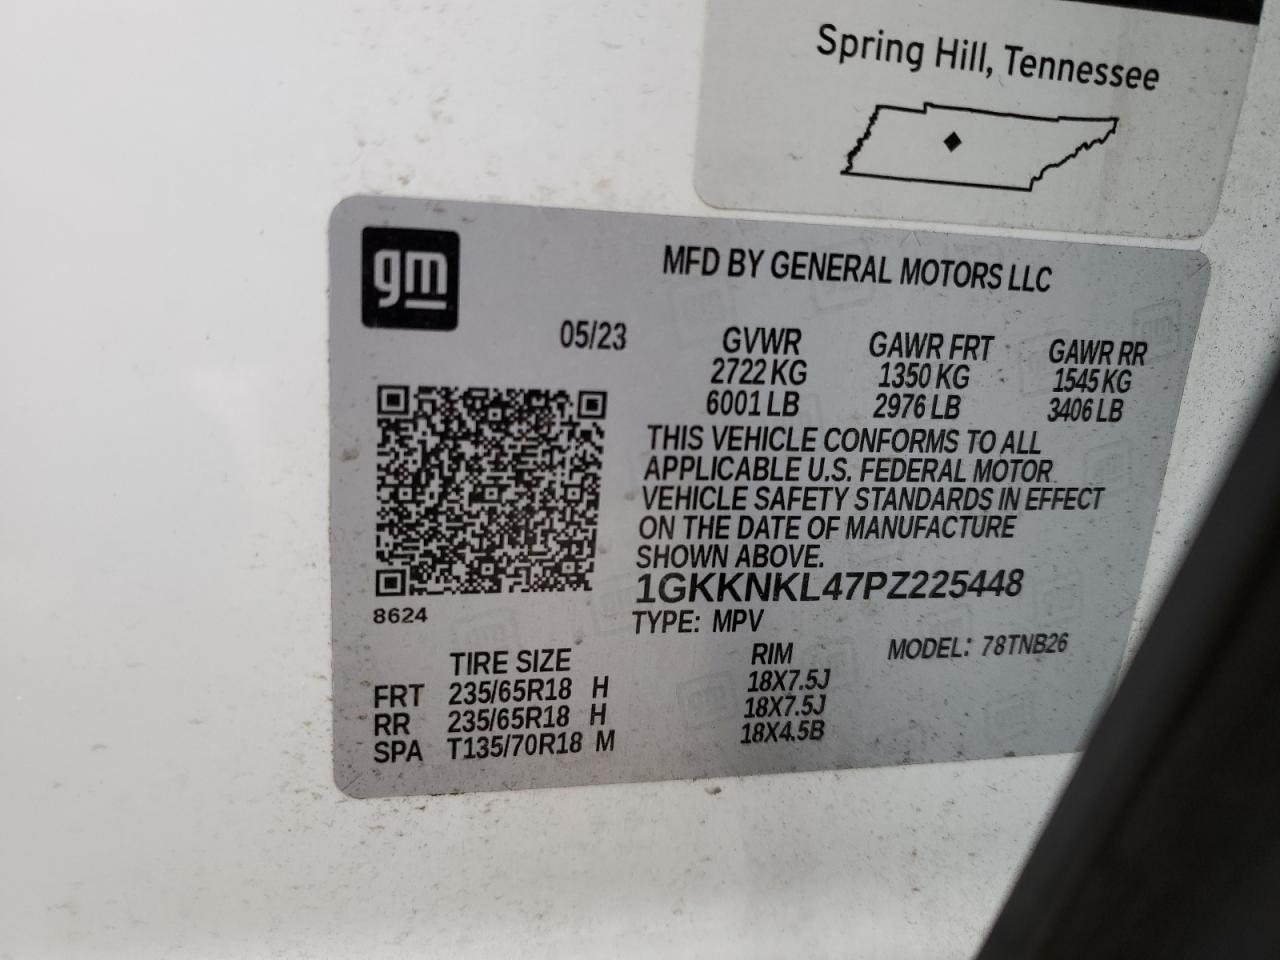 Spring Hill, Tennessee
gm
MFD BY GENERAL MOTORS LLC
05/23 GVWR GAWR FRT GAWR RR
2722 KG 1350 KG 1545 KG
6001 LB 2976 LB 3406 LB
THIS VEHICLE CONFORMS TO ALL
APPLICABLE U.S. FEDERAL MOTOR
VEHICLE SAFETY STANDARDS IN EFFECT
ON THE DATE OF MANUFACTURE
SHOWN ABOVE.
1GKKNKL47PZ225448
8624
TYPE: MPV MODEL: 78TNB26
TIRE SIZE RIM
FRT 235/65R18 H 18X7.5J
RR 235/65R18 H 18X7.5J
SPA T135/70R18 M 18X4.5B